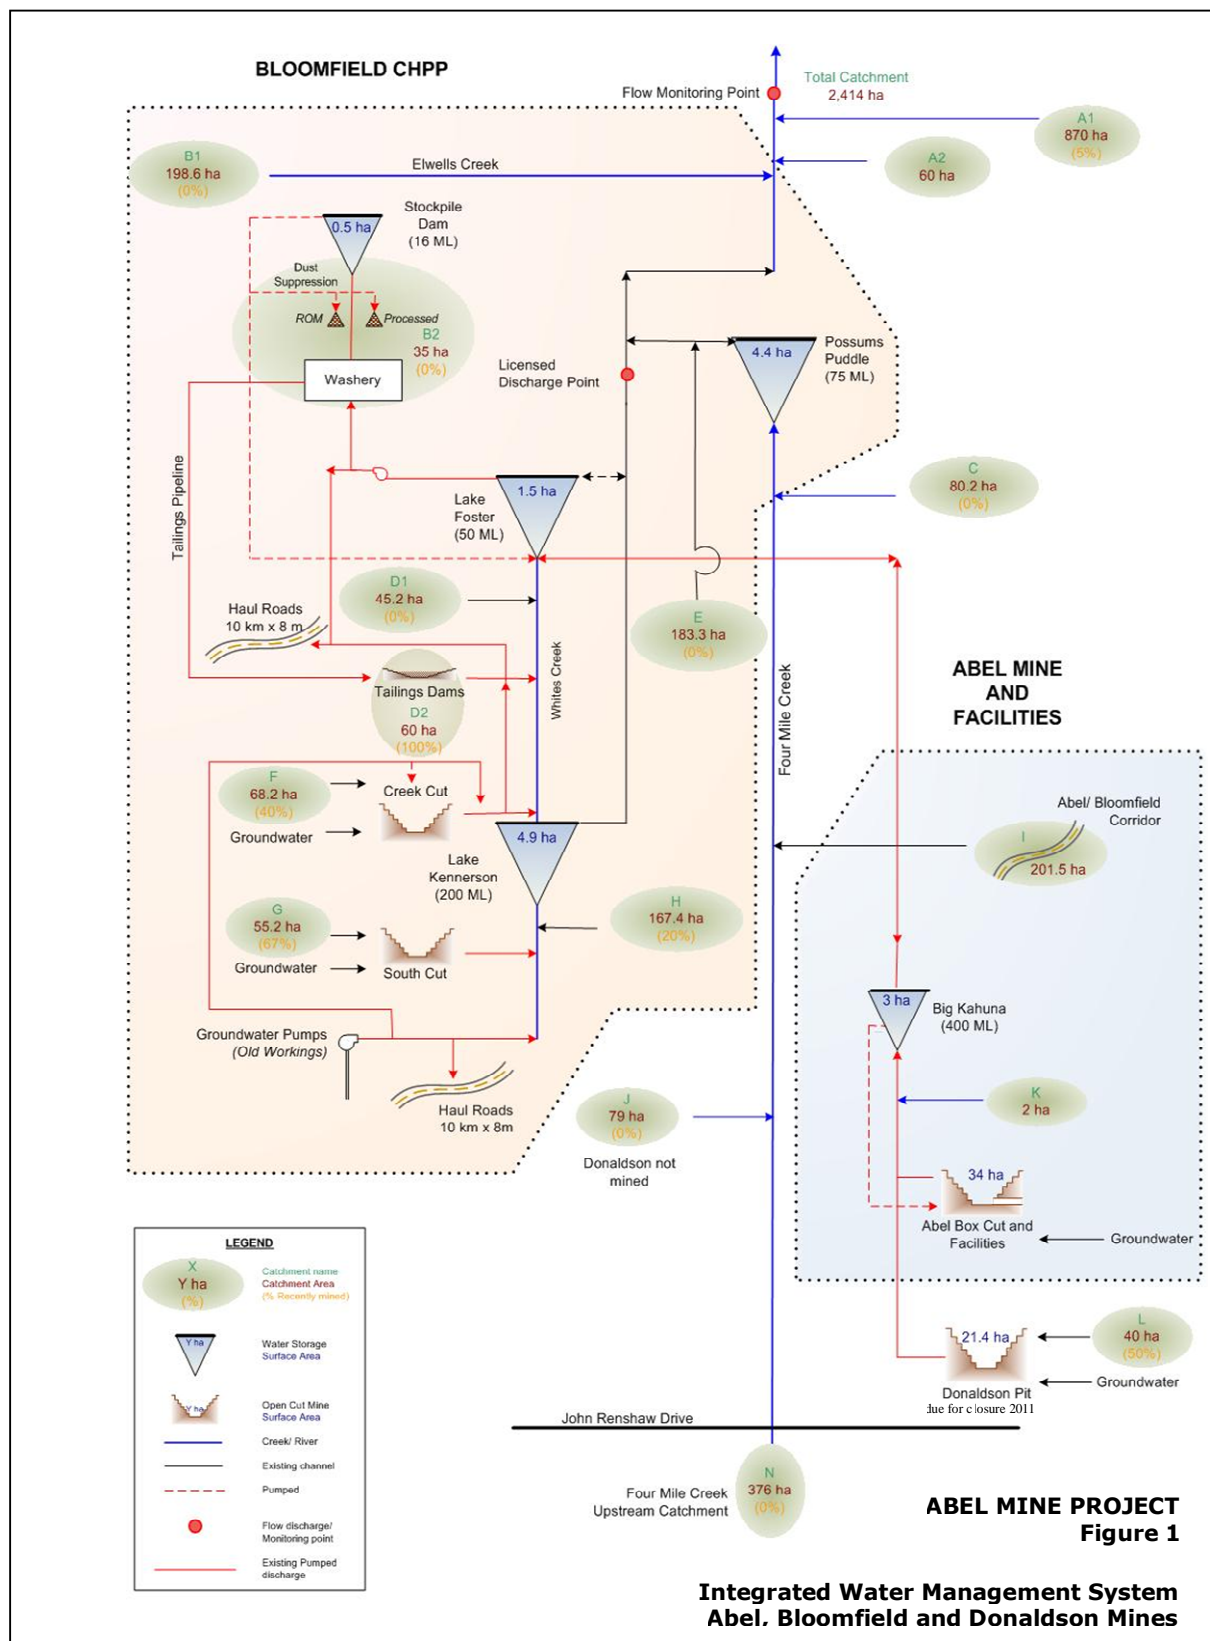 BLOOMFIELD CHPP
Total Catchment
2,414 ha
Flow Monitoring Point
A1
870 ha
(5%)
A2
60 ha
B1
198.6 ha
(0%)
Elwells Creek
Stockpile
Dam
(16 ML)
0.5 ha
Dust
Suppression
ROM
Processed
B2
35 ha
(0%)
Washery
Licensed
Discharge Point
4.4 ha
Possums
Puddle
(75 ML)
Tailings Pipeline
1.5 ha
Lake
Foster
(50 ML)
C
80.2 ha
(0%)
D1
45.2 ha
(0%)
Haul Roads
10 km x 8 m
E
183.3 ha
(0%)
Whites Creek
Four Mile Creek
Tailings Dams
D2
60 ha
(100%)
ABEL MINE
AND
FACILITIES
F
68.2 ha
(40%)
Creek Cut
Groundwater
4.9 ha
Lake
Kennerson
(200 ML)
Abel/ Bloomfield
Corridor
I
201.5 ha
G
55.2 ha
(67%)
Groundwater
South Cut
H
167.4 ha
(20%)
3 ha
Big Kahuna
(400 ML)
Groundwater Pumps
(Old Workings)
Haul Roads
10 km x 8m
J
79 ha
(0%)
Donaldson not
mined
K
2 ha
34 ha
Abel Box Cut and
Facilities
Groundwater
L
40 ha
(50%)
21.4 ha
Groundwater
Donaldson Pit
due for closure 2011
John Renshaw Drive
N
376 ha
(0%)
Four Mile Creek
Upstream Catchment
LEGEND
X
Y ha
(%)
Catchment name
Catchment Area
(% Recently mined)
Y ha
Water Storage
Surface Area
Y ha
Open Cut Mine
Surface Area
Creek/ River
Existing channel
Pumped
Flow discharge/
Monitoring point
Existing Pumped
discharge
ABEL MINE PROJECT
Figure 1
Integrated Water Management System
Abel, Bloomfield and Donaldson Mines